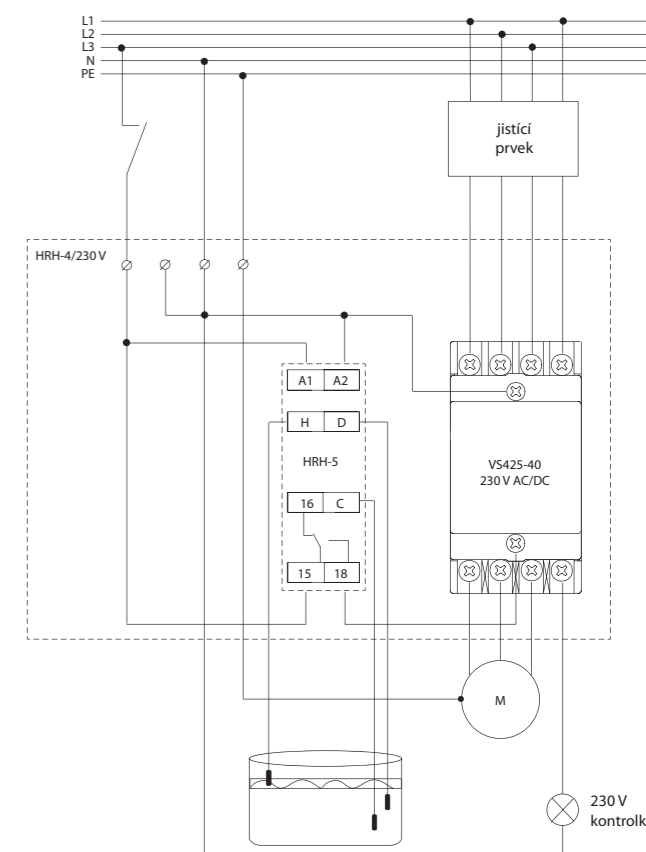 L1
L2
L3
N
PE
jistící
prvek
HRH-4/230 V
A1 A2
H D
HRH-5
VS425-40
230 V AC/DC
16 C
15 18
M
230 V
kontrolk